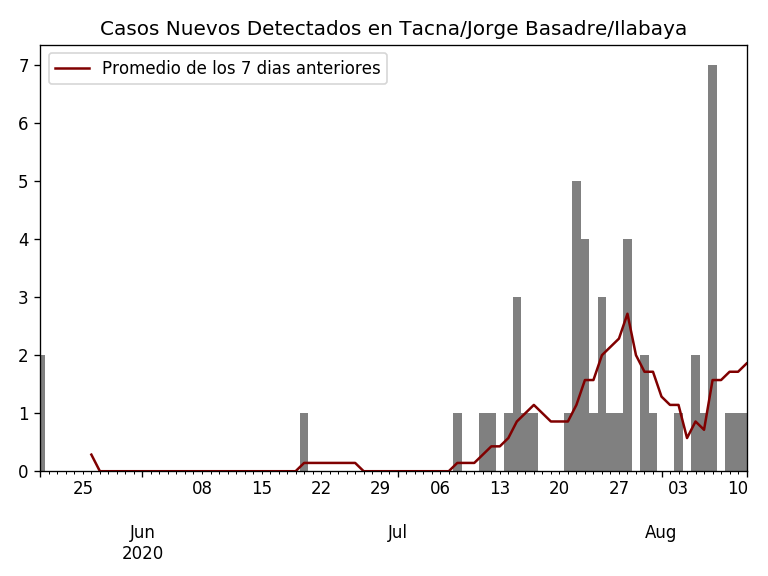 Casos Nuevos Detectados en Tacna/Jorge Basadre/Ilabaya
Promedio de los 7 dias anteriores
7
6
5
4
3
2
1
0
25 08 15 22 29 06 13 20 27 03 10
Jun Jul Aug
2020